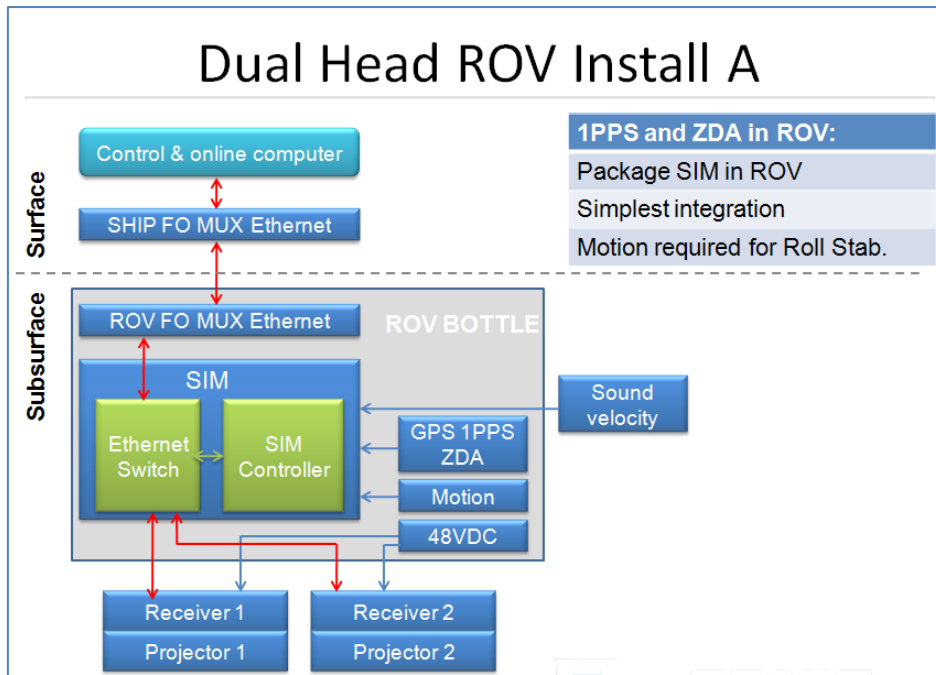 Dual Head ROV Install A
Surface
Control & online computer
SHIP FO MUX Ethernet
1PPS and ZDA in ROV:
Package SIM in ROV
Simplest integration
Motion required for Roll Stab.
Subsurface
ROV FO MUX Ethernet
ROV BOTTLE
SIM
Ethernet
Switch
SIM
Controller
Sound
velocity
GPS 1PPS
ZDA
Motion
48VDC
Receiver 1
Projector 1
Receiver 2
Projector 2